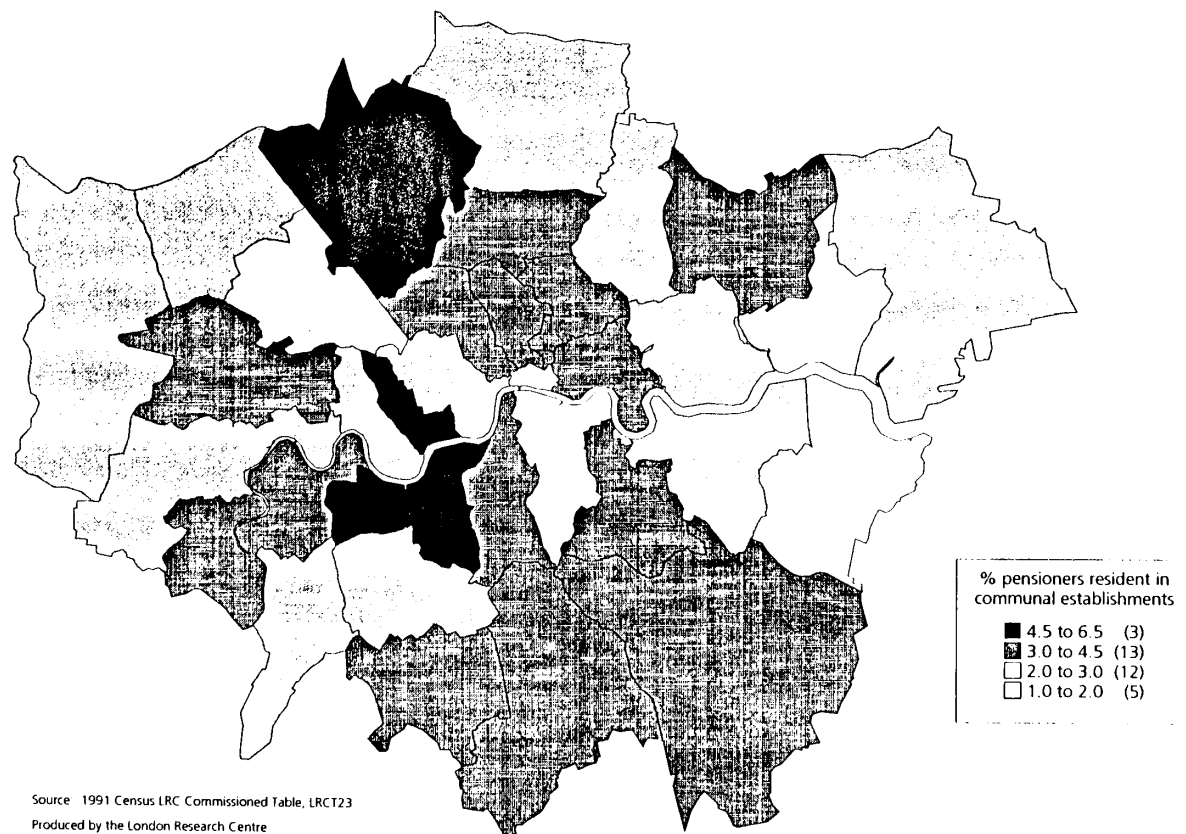 % pensioners resident in
communal establishments
4.5 to 6.5 (3)
3.0 to 4.5 (13)
2.0 to 3.0 (12)
1.0 to 2.0 (5)
Source 1991 Census LRC Commissioned Table, LRCT23
Produced by the London Research Centre